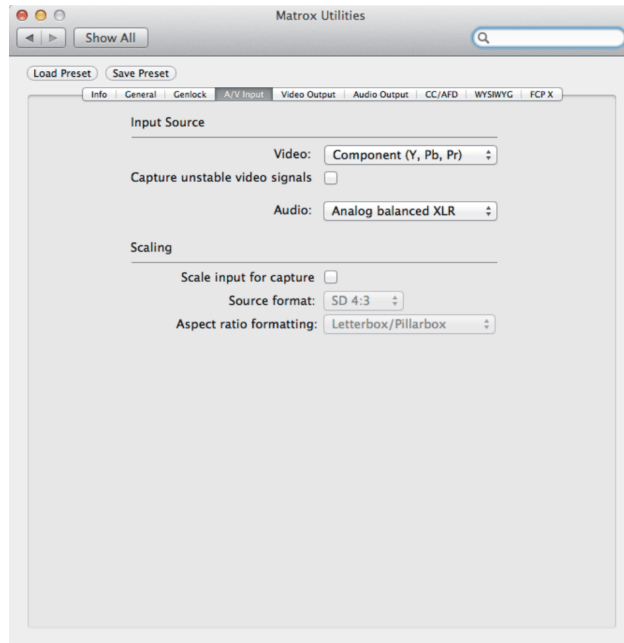 Matrox Utilities
Show All
Load Preset Save Preset
Info General Genlock A/V Input Video Output Audio Output CC/AFD WYSIWYG FCP X
Input Source
Video: Component (Y, Pb, Pr)
Capture unstable video signals
Audio: Analog balanced XLR
Scaling
Scale input for capture
Source format: SD 4:3
Aspect ratio formatting: Letterbox/Pillarbox